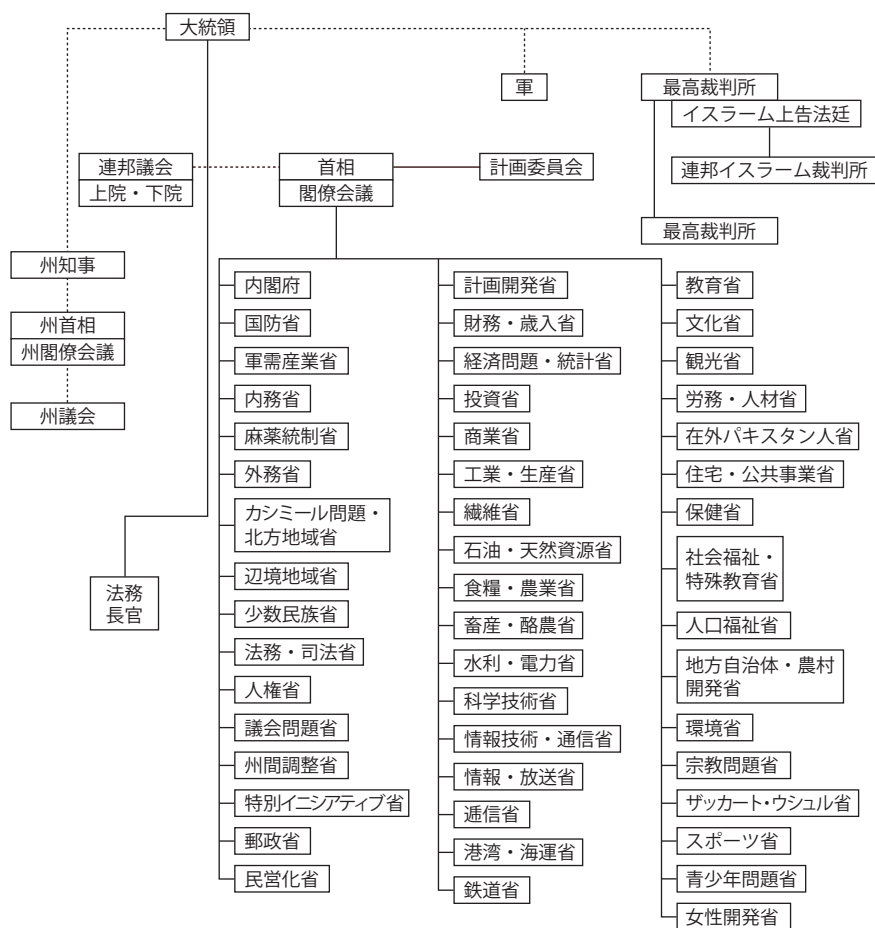 大統領
軍
最高裁判所
イスラーム上告法廷
連邦イスラーム裁判所
最高裁判所
連邦議会
上院・下院
首相
閣僚会議
計画委員会
州知事
州首相
州閣僚会議
州議会
法務
長官
内閣府
国防省
軍需産業省
内務省
麻薬統制省
外務省
カシミール問題・
北方地域省
辺境地域省
少数民族省
法務・司法省
人権省
議会問題省
州間調整省
特別イニシアティブ省
郵政省
民営化省
計画開発省
財務・歳入省
経済問題・統計省
投資省
商業省
工業・生産省
繊維省
石油・天然資源省
食糧・農業省
畜産・酪農省
水利・電力省
科学技術省
情報技術・通信省
情報・放送省
逓信省
港湾・海運省
鉄道省
教育省
文化省
観光省
労務・人材省
在外パキスタン人省
住宅・公共事業省
保健省
社会福祉・
特殊教育省
人口福祉省
地方自治体・農村
開発省
環境省
宗教問題省
ザッカート・ウシュル省
スポーツ省
青少年問題省
女性開発省